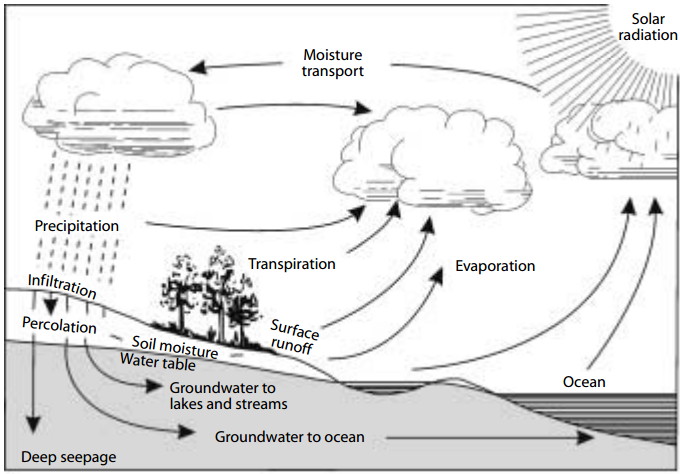 Solar
radiation
Moisture
transport
Precipitation
Transpiration
Evaporation
Infiltration
Percolation
Surface
runoff
Soil moisture
Water table
Groundwater to
lakes and streams
Ocean
Groundwater to ocean
Deep seepage